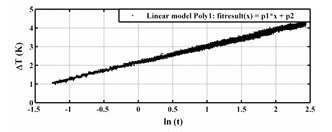 Linear model Poly1: fitresult(x) = p1*x + p2
5
4
3
2
1
0
ΔT (K)
-1.5 -1 -0.5 0 0.5 1 1.5 2 2.5
ln (t)